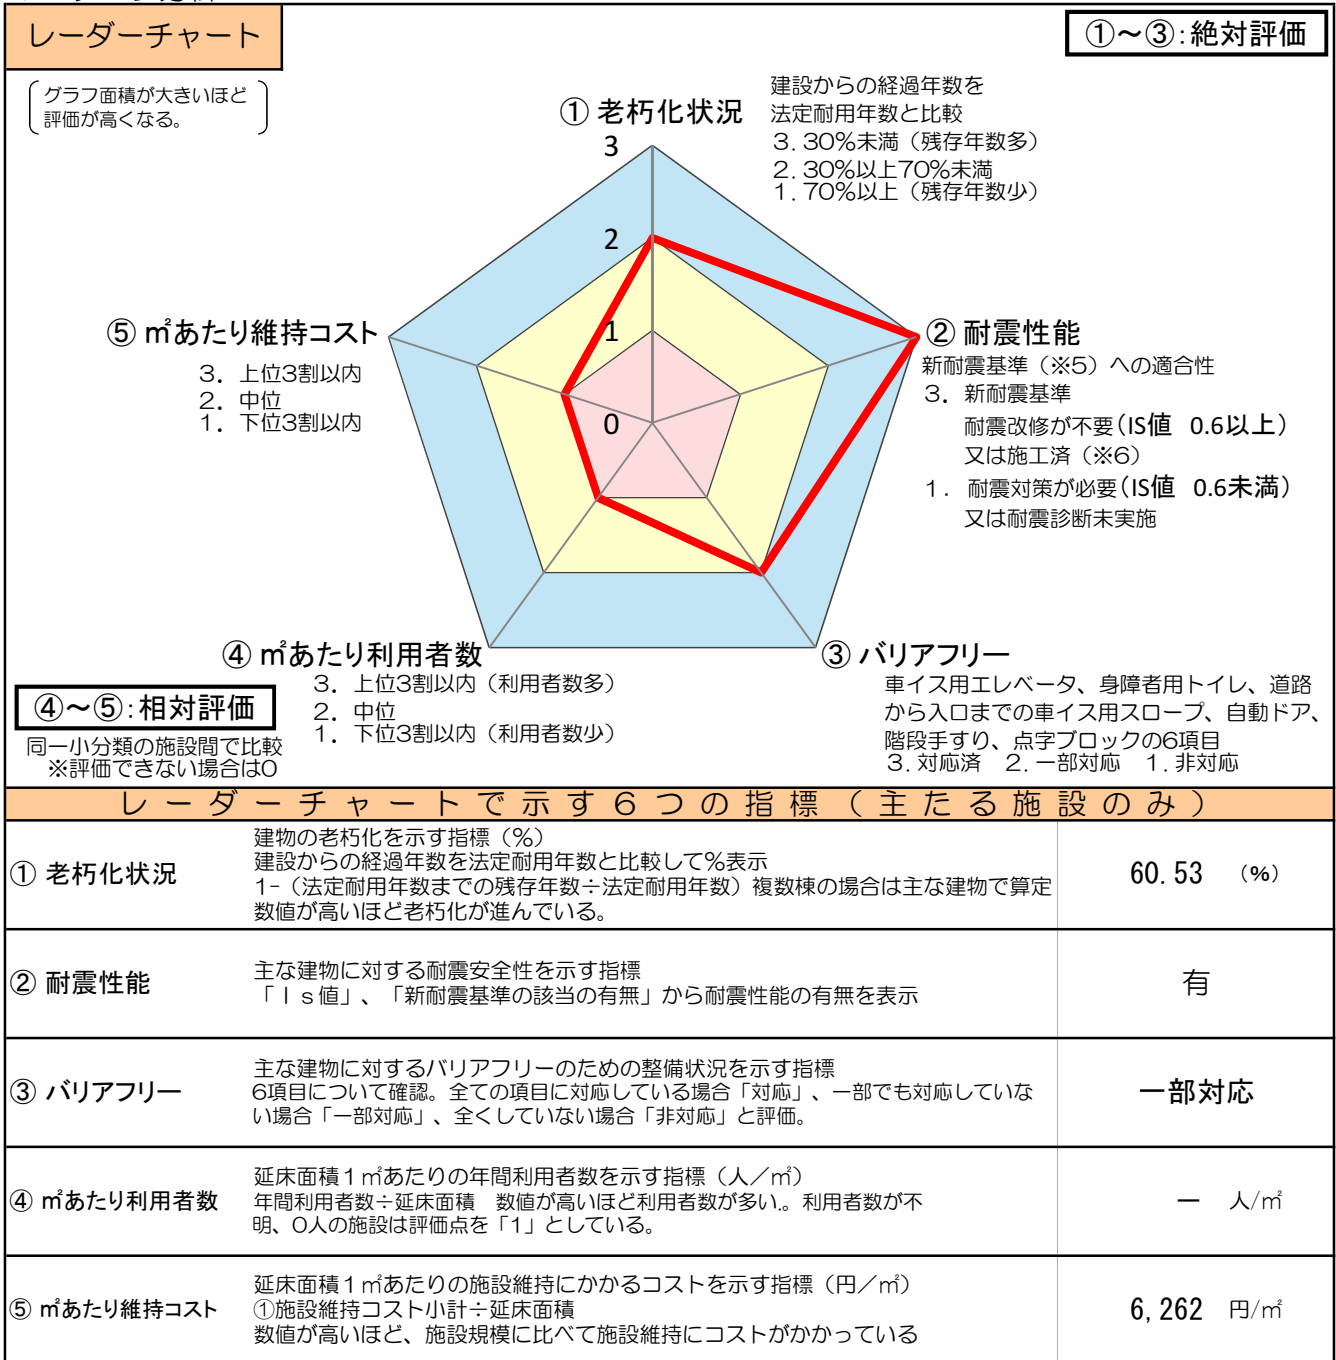 レーダーチャート
①～③:絶対評価
グラフ面積が大きいほど
評価が高くなる。
① 老朽化状況
建設からの経過年数を
法定耐用年数と比較
3. 30%未満（残存年数多）
2. 30%以上70%未満
1. 70%以上（残存年数少）
3
2
1
0
② 耐震性能
新耐震基準（※5）への適合性
3. 新耐震基準
耐震改修が不要(IS値 0.6以上)
又は施工済（※6）
1. 耐震対策が必要(IS値 0.6未満)
又は耐震診断未実施
⑤ ㎡あたり維持コスト
3. 上位3割以内
2. 中位
1. 下位3割以内
④ ㎡あたり利用者数
3. 上位3割以内（利用者数多）
2. 中位
1. 下位3割以内（利用者数少）
③ バリアフリー
車イス用エレベータ、身障者用トイレ、道路
から入口までの車イス用スロープ、自動ドア、
階段手すり、点字ブロックの6項目
3. 対応済 2. 一部対応 1. 非対応
④～⑤:相対評価
同一小分類の施設間で比較
※評価できない場合は0
レーダーチャートで示す６つの指標（主たる施設のみ）
① 老朽化状況
建物の老朽化を示す指標（%）
建設からの経過年数を法定耐用年数と比較して%表示
1-（法定耐用年数までの残存年数÷法定耐用年数）複数棟の場合は主な建物で算定
数値が高いほど老朽化が進んでいる。
60.53 （%）
② 耐震性能
主な建物に対する耐震安全性を示す指標
「Ｉｓ値」、「新耐震基準の該当の有無」から耐震性能の有無を表示
有
③ バリアフリー
主な建物に対するバリアフリーのための整備状況を示す指標
6項目について確認。全ての項目に対応している場合「対応」、一部でも対応していな
い場合「一部対応」、全くしていない場合「非対応」と評価。
一部対応
④ ㎡あたり利用者数
延床面積１㎡あたりの年間利用者数を示す指標（人／㎡）
年間利用者数÷延床面積 数値が高いほど利用者数が多い。利用者数が不
明、0人の施設は評価点を「1」としている。
－ 人/㎡
⑤ ㎡あたり維持コスト
延床面積１㎡あたりの施設維持にかかるコストを示す指標（円／㎡）
①施設維持コスト小計÷延床面積
数値が高いほど、施設規模に比べて施設維持にコストがかかっている
6,262 円/㎡